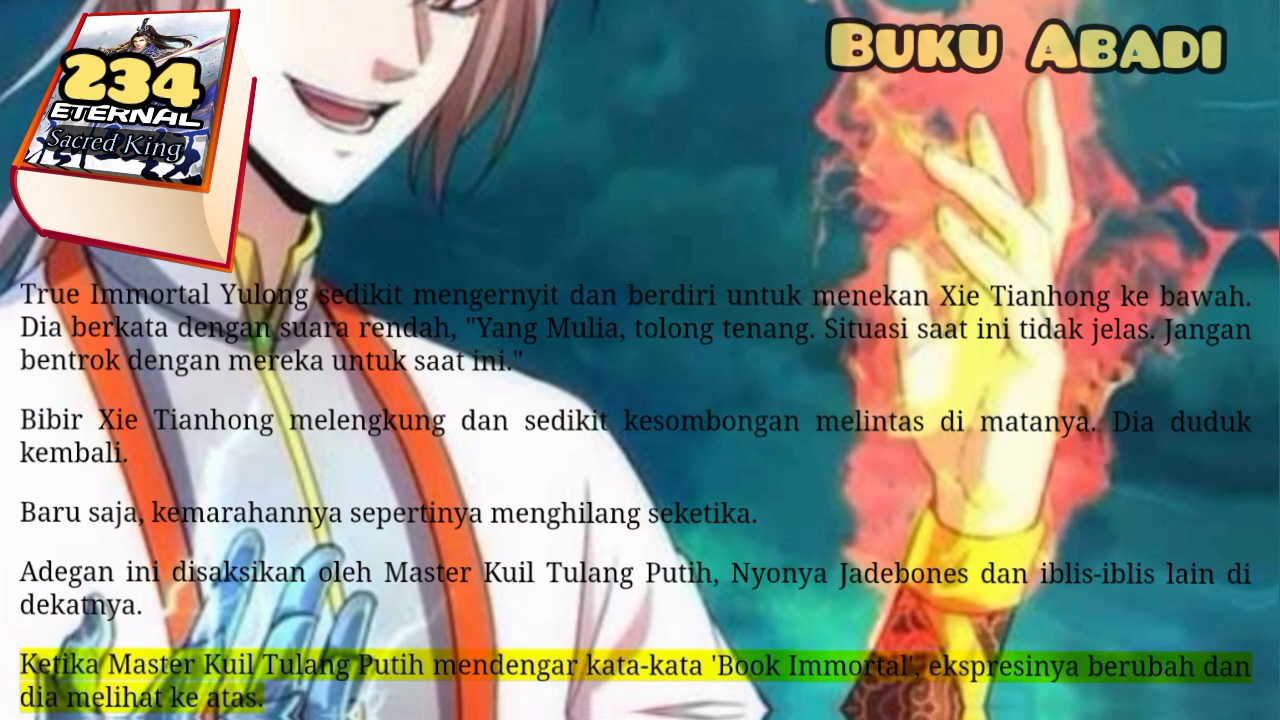 234
ETERNAL
Sacred King
BUKU ABADI
True Immortal Yulong sedikit mengernyit dan berdiri untuk menekan Xie Tianhong ke bawah.
Dia berkata dengan suara rendah, "Yang Mulia, tolong tenang. Situasi saat ini tidak jelas. Jangan
bentrok dengan mereka untuk saat ini."
Bibir Xie Tianhong melengkung dan sedikit kesombongan melintas di matanya. Dia duduk
kembali.
Baru saja, kemarahannya sepertinya menghilang seketika.
Adegan ini disaksikan oleh Master Kuil Tulang Putih, Nyonya Jadebones dan iblis-iblis lain di
dekatnya.
Ketika Master Kuil Tulang Putih mendengar kata-kata 'Book Immortal', ekspresinya berubah dan
dia melihat ke atas.